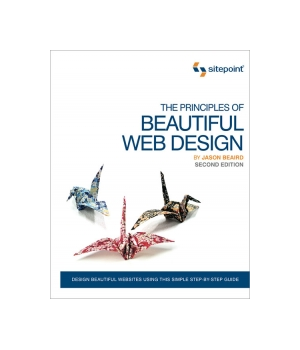 sitepoint
THE PRINCIPLES OF
BEAUTIFUL
WEB DESIGN
BY JASON BEAIRD
SECOND EDITION
DESIGN BEAUTIFUL WEBSITES USING THIS SIMPLE STEP-BY-STEP GUIDE